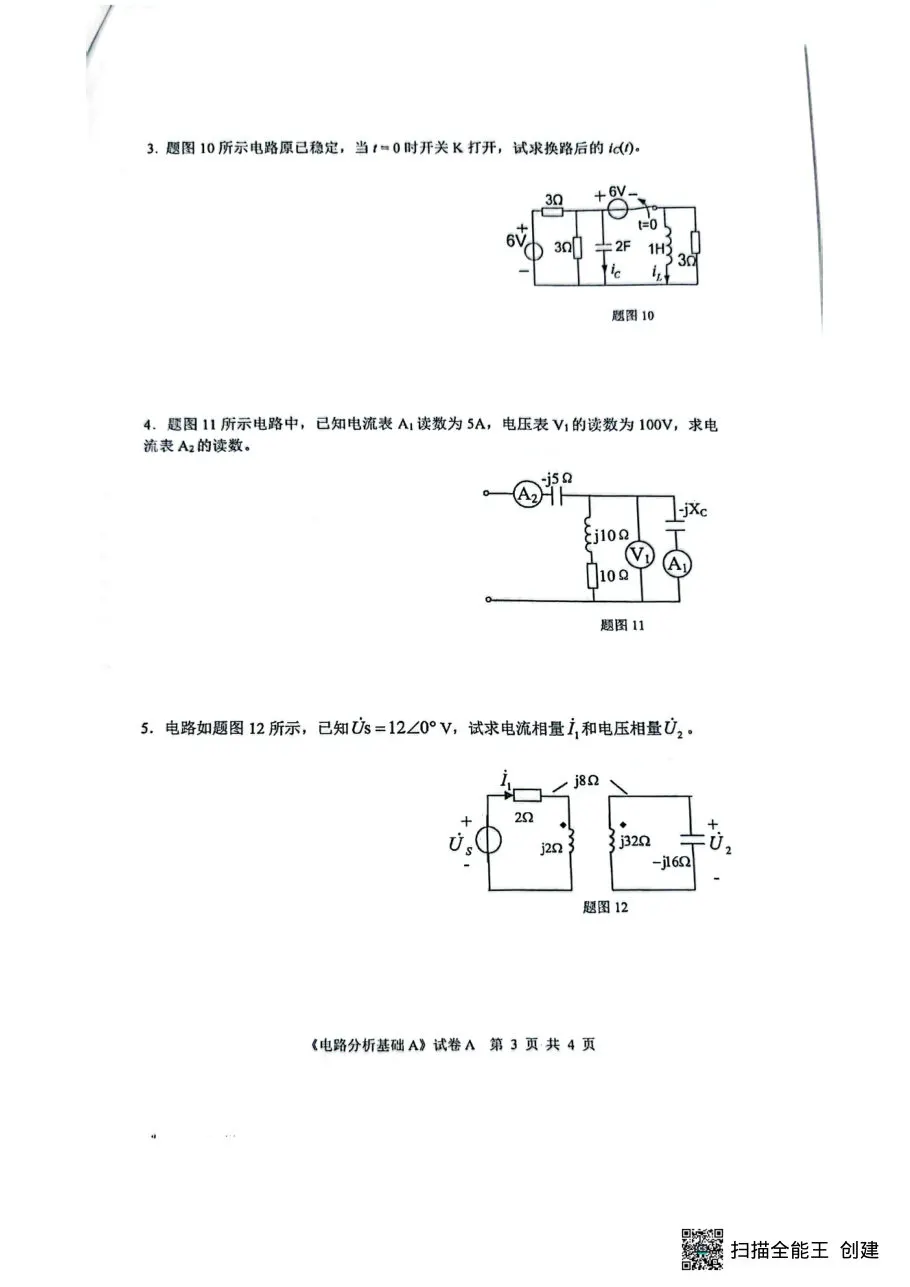 3. 题图 10 所示电路原已稳定，当 t = 0 时开关 K 打开，试求换路后的 ic(t)。
3Ω
+ 6V −
t=0
+
6V
−
3Ω
2F
1H
3Ω
iC
iL
题图 10
4. 题图 11 所示电路中，已知电流表 A₁ 读数为 5A，电压表 V₁ 的读数为 100V，求电
流表 A₂ 的读数。
-j5 Ω
A₂
-jXc
j10 Ω
V₁
A₁
10 Ω
题图 11
5. 电路如题图 12 所示，已知 U̇s =12∠0° V，试求电流相量 İ₁ 和电压相量 U̇₂ 。
İ₁
j8Ω
2Ω
+
U̇s
-
j2Ω
j32Ω
−j16Ω
+
U̇₂
-
题图 12
《电路分析基础 A》试卷 A 第 3 页 共 4 页
扫描全能王 创建